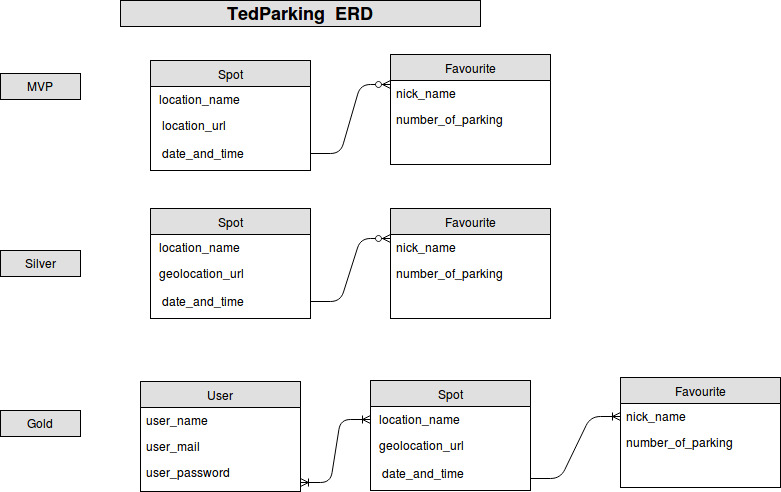 TedParking ERD
MVP
Spot
location_name
location_url
date_and_time
Favourite
nick_name
number_of_parking
Silver
Spot
location_name
geolocation_url
date_and_time
Favourite
nick_name
number_of_parking
Gold
User
user_name
user_mail
user_password
Spot
location_name
geolocation_url
date_and_time
Favourite
nick_name
number_of_parking